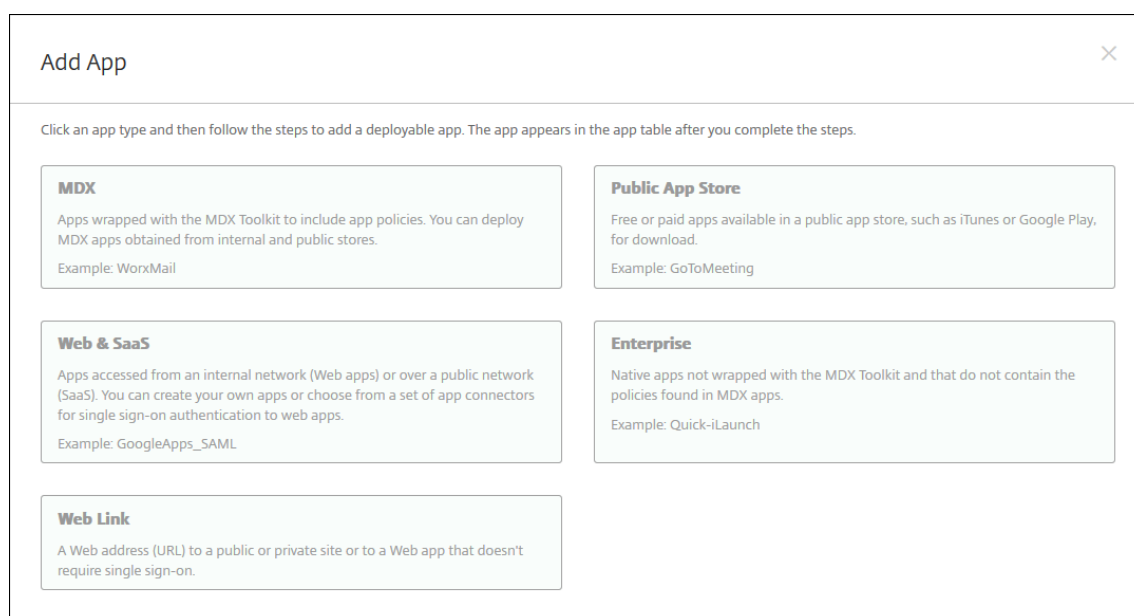 Add App
Click an app type and then follow the steps to add a deployable app. The app appears in the app table after you complete the steps.
MDX
Apps wrapped with the MDX Toolkit to include app policies. You can deploy
MDX apps obtained from internal and public stores.
Example: WorxMail
Public App Store
Free or paid apps available in a public app store, such as iTunes or Google Play,
for download.
Example: GoToMeeting
Web & SaaS
Apps accessed from an internal network (Web apps) or over a public network
(SaaS). You can create your own apps or choose from a set of app connectors
for single sign-on authentication to web apps.
Example: GoogleApps_SAML
Enterprise
Native apps not wrapped with the MDX Toolkit and that do not contain the
policies found in MDX apps.
Example: Quick-iLaunch
Web Link
A Web address (URL) to a public or private site or to a Web app that doesn't
require single sign-on.